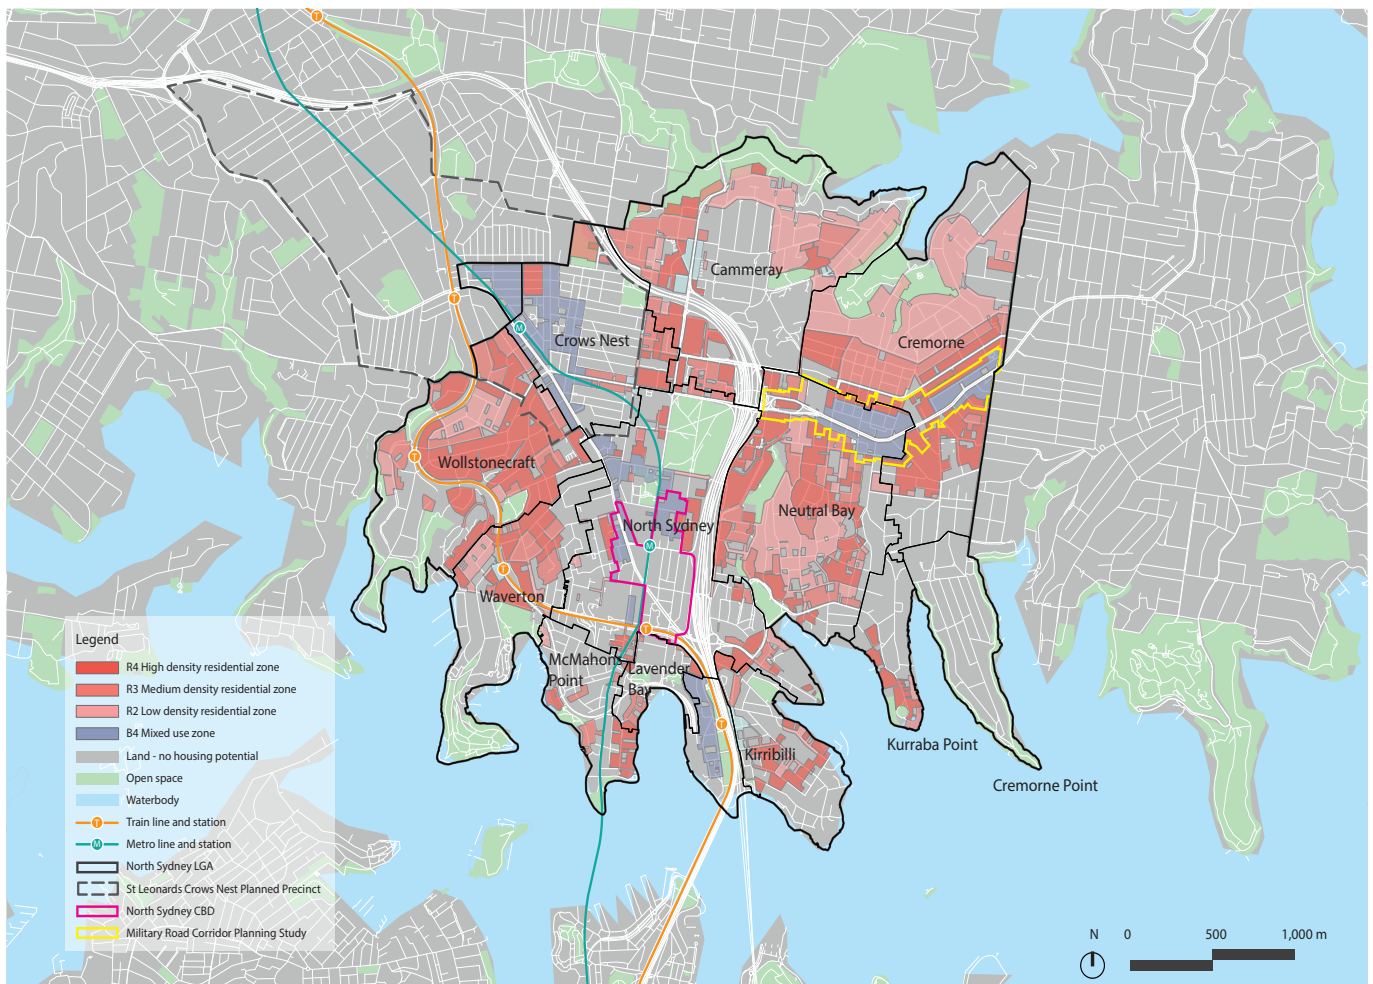 T
Cammeray
T
M
Crows Nest
Cremorne
T
Wollstonecraft
Neutral Bay
North Sydney
M
T
Waverton
T
McMahons
Point
Lavender
Bay
T
Kirribilli
Kurraba Point
Cremorne Point
Legend
R4 High density residential zone
R3 Medium density residential zone
R2 Low density residential zone
B4 Mixed use zone
Land - no housing potential
Open space
Waterbody
T Train line and station
M Metro line and station
North Sydney LGA
St Leonards Crows Nest Planned Precinct
North Sydney CBD
Military Road Corridor Planning Study
N 0 500 1,000 m